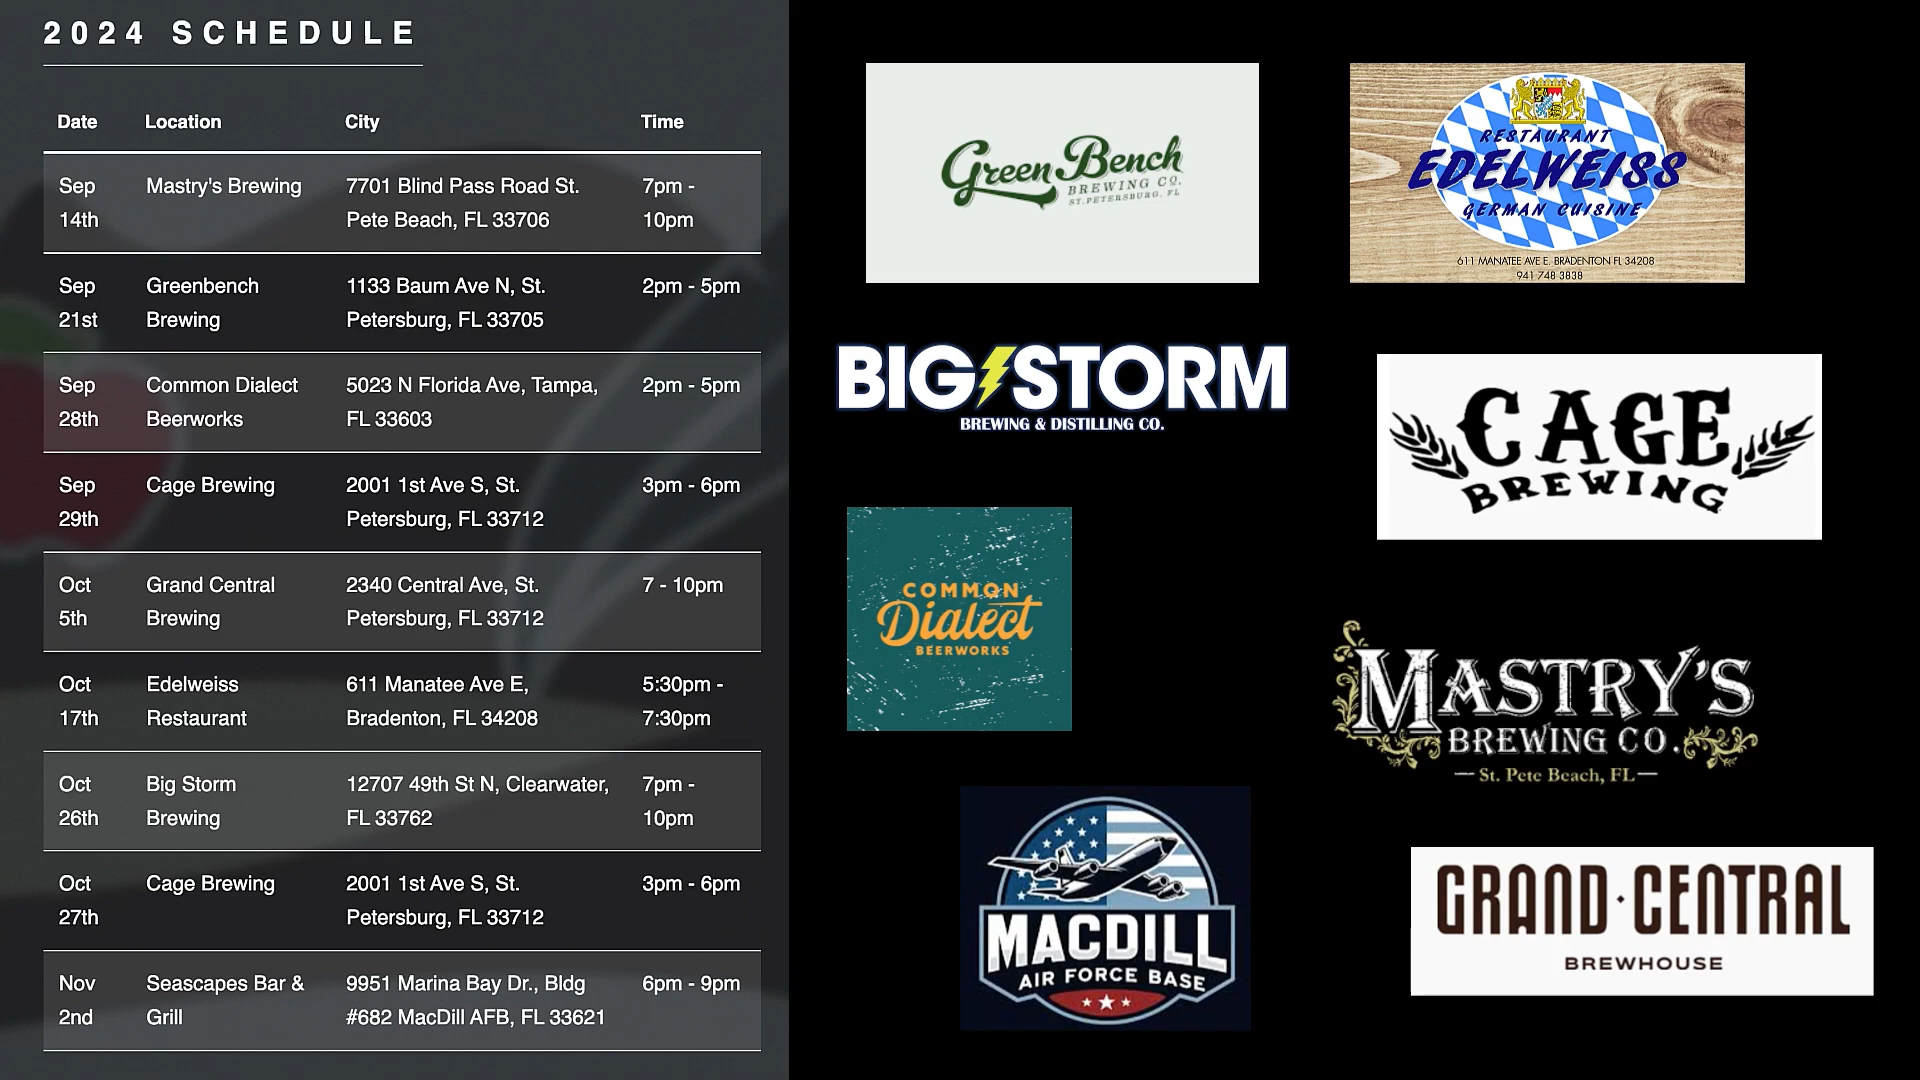 2024 SCHEDULE
Date Location City Time
Sep Mastry's Brewing 7701 Blind Pass Road St. 7pm -
14th Pete Beach, FL 33706 10pm
Sep Greenbench 1133 Baum Ave N, St. 2pm - 5pm
21st Brewing Petersburg, FL 33705
Sep Common Dialect 5023 N Florida Ave, Tampa, 2pm - 5pm
28th Beerworks FL 33603
Sep Cage Brewing 2001 1st Ave S, St. 3pm - 6pm
29th Petersburg, FL 33712
Oct Grand Central 2340 Central Ave, St. 7 - 10pm
5th Brewing Petersburg, FL 33712
Oct Edelweiss 611 Manatee Ave E, 5:30pm -
17th Restaurant Bradenton, FL 34208 7:30pm
Oct Big Storm 12707 49th St N, Clearwater, 7pm -
26th Brewing FL 33762 10pm
Oct Cage Brewing 2001 1st Ave S, St. 3pm - 6pm
27th Petersburg, FL 33712
Nov Seascapes Bar & 9951 Marina Bay Dr., Bldg 6pm - 9pm
2nd Grill #682 MacDill AFB, FL 33621
Green Bench
BREWING CO.
ST. PETERSBURG, FL
RESTAURANT
EDELWEISS
GERMAN CUISINE
611 MANATEE AVE E. BRADENTON FL 34208
941 748 3838
BIG STORM
BREWING & DISTILLING CO.
CAGE
BREWING
COMMON
Dialect
BEERWORKS
MASTRY'S
BREWING CO.
St. Pete Beach, FL
MACDILL
AIR FORCE BASE
GRAND·CENTRAL
BREWHOUSE